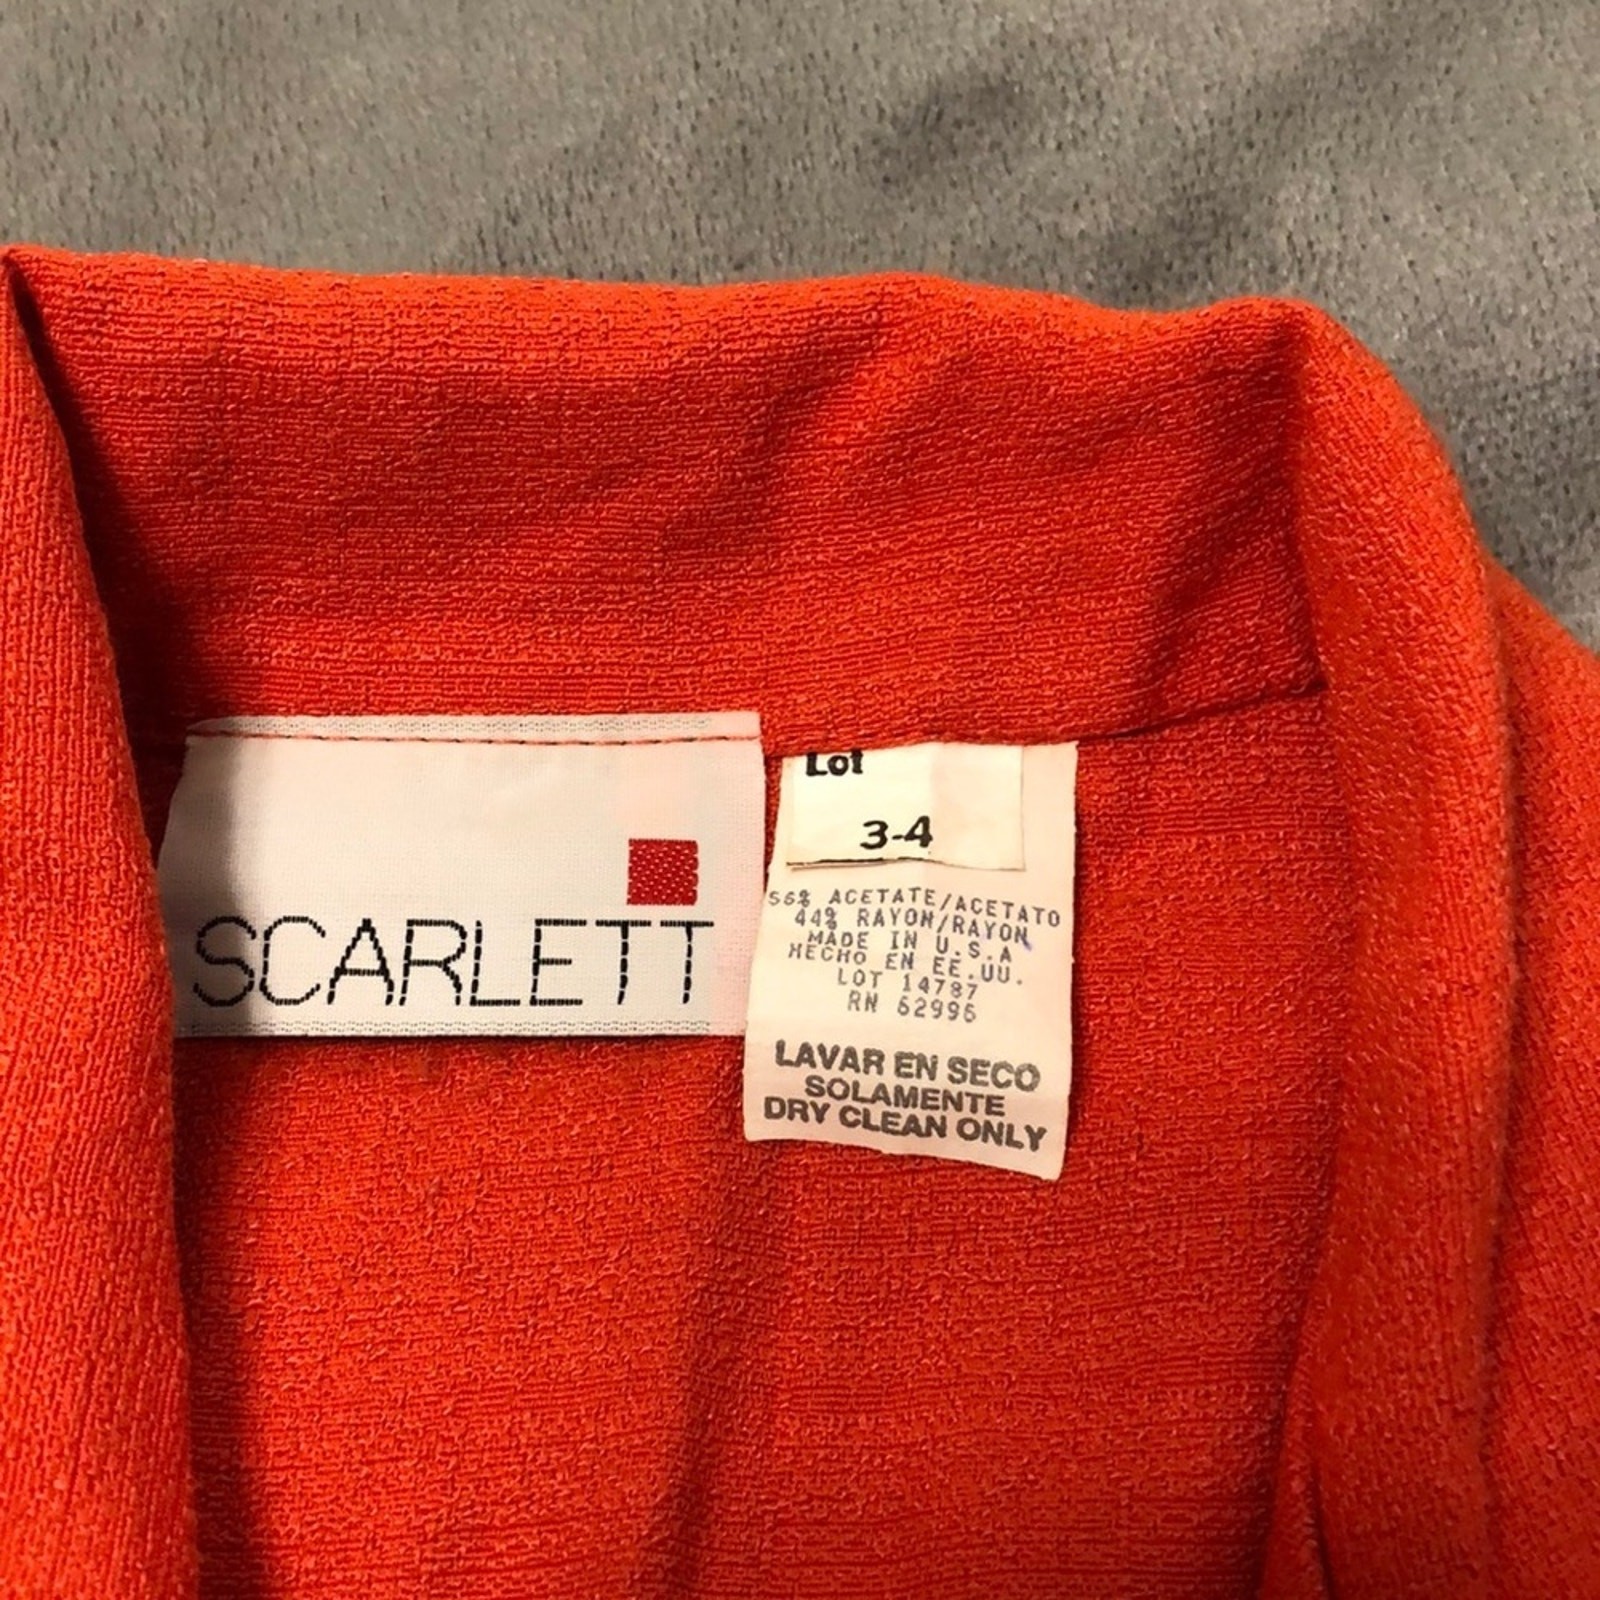 SCARLETT
Lot
3-4
56% ACETATE/ACETATO
44% RAYON/RAYON
MADE IN U.S.A
HECHO EN EE.UU.
LOT 14787
RN 62996
LAVAR EN SECO
SOLAMENTE
DRY CLEAN ONLY